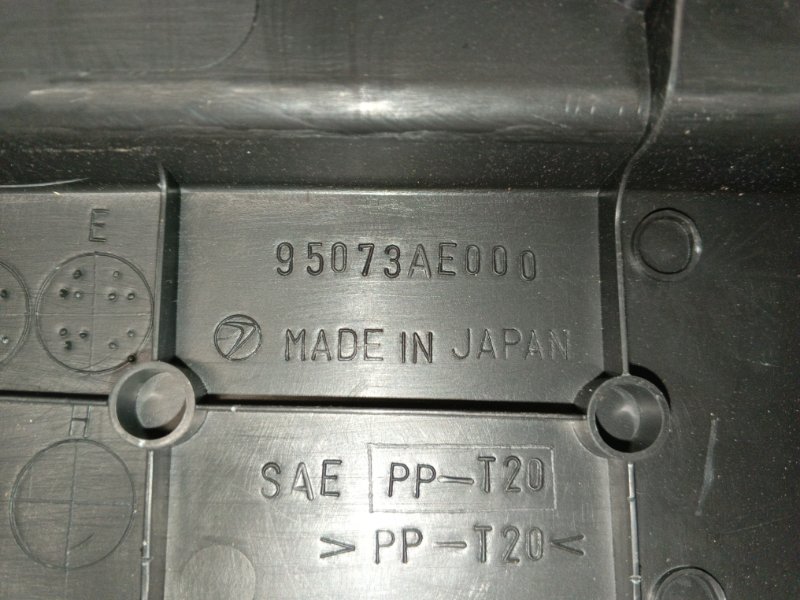 E
95073AE000
MADE IN JAPAN
H
SAE PP-T20
>PP-T20<